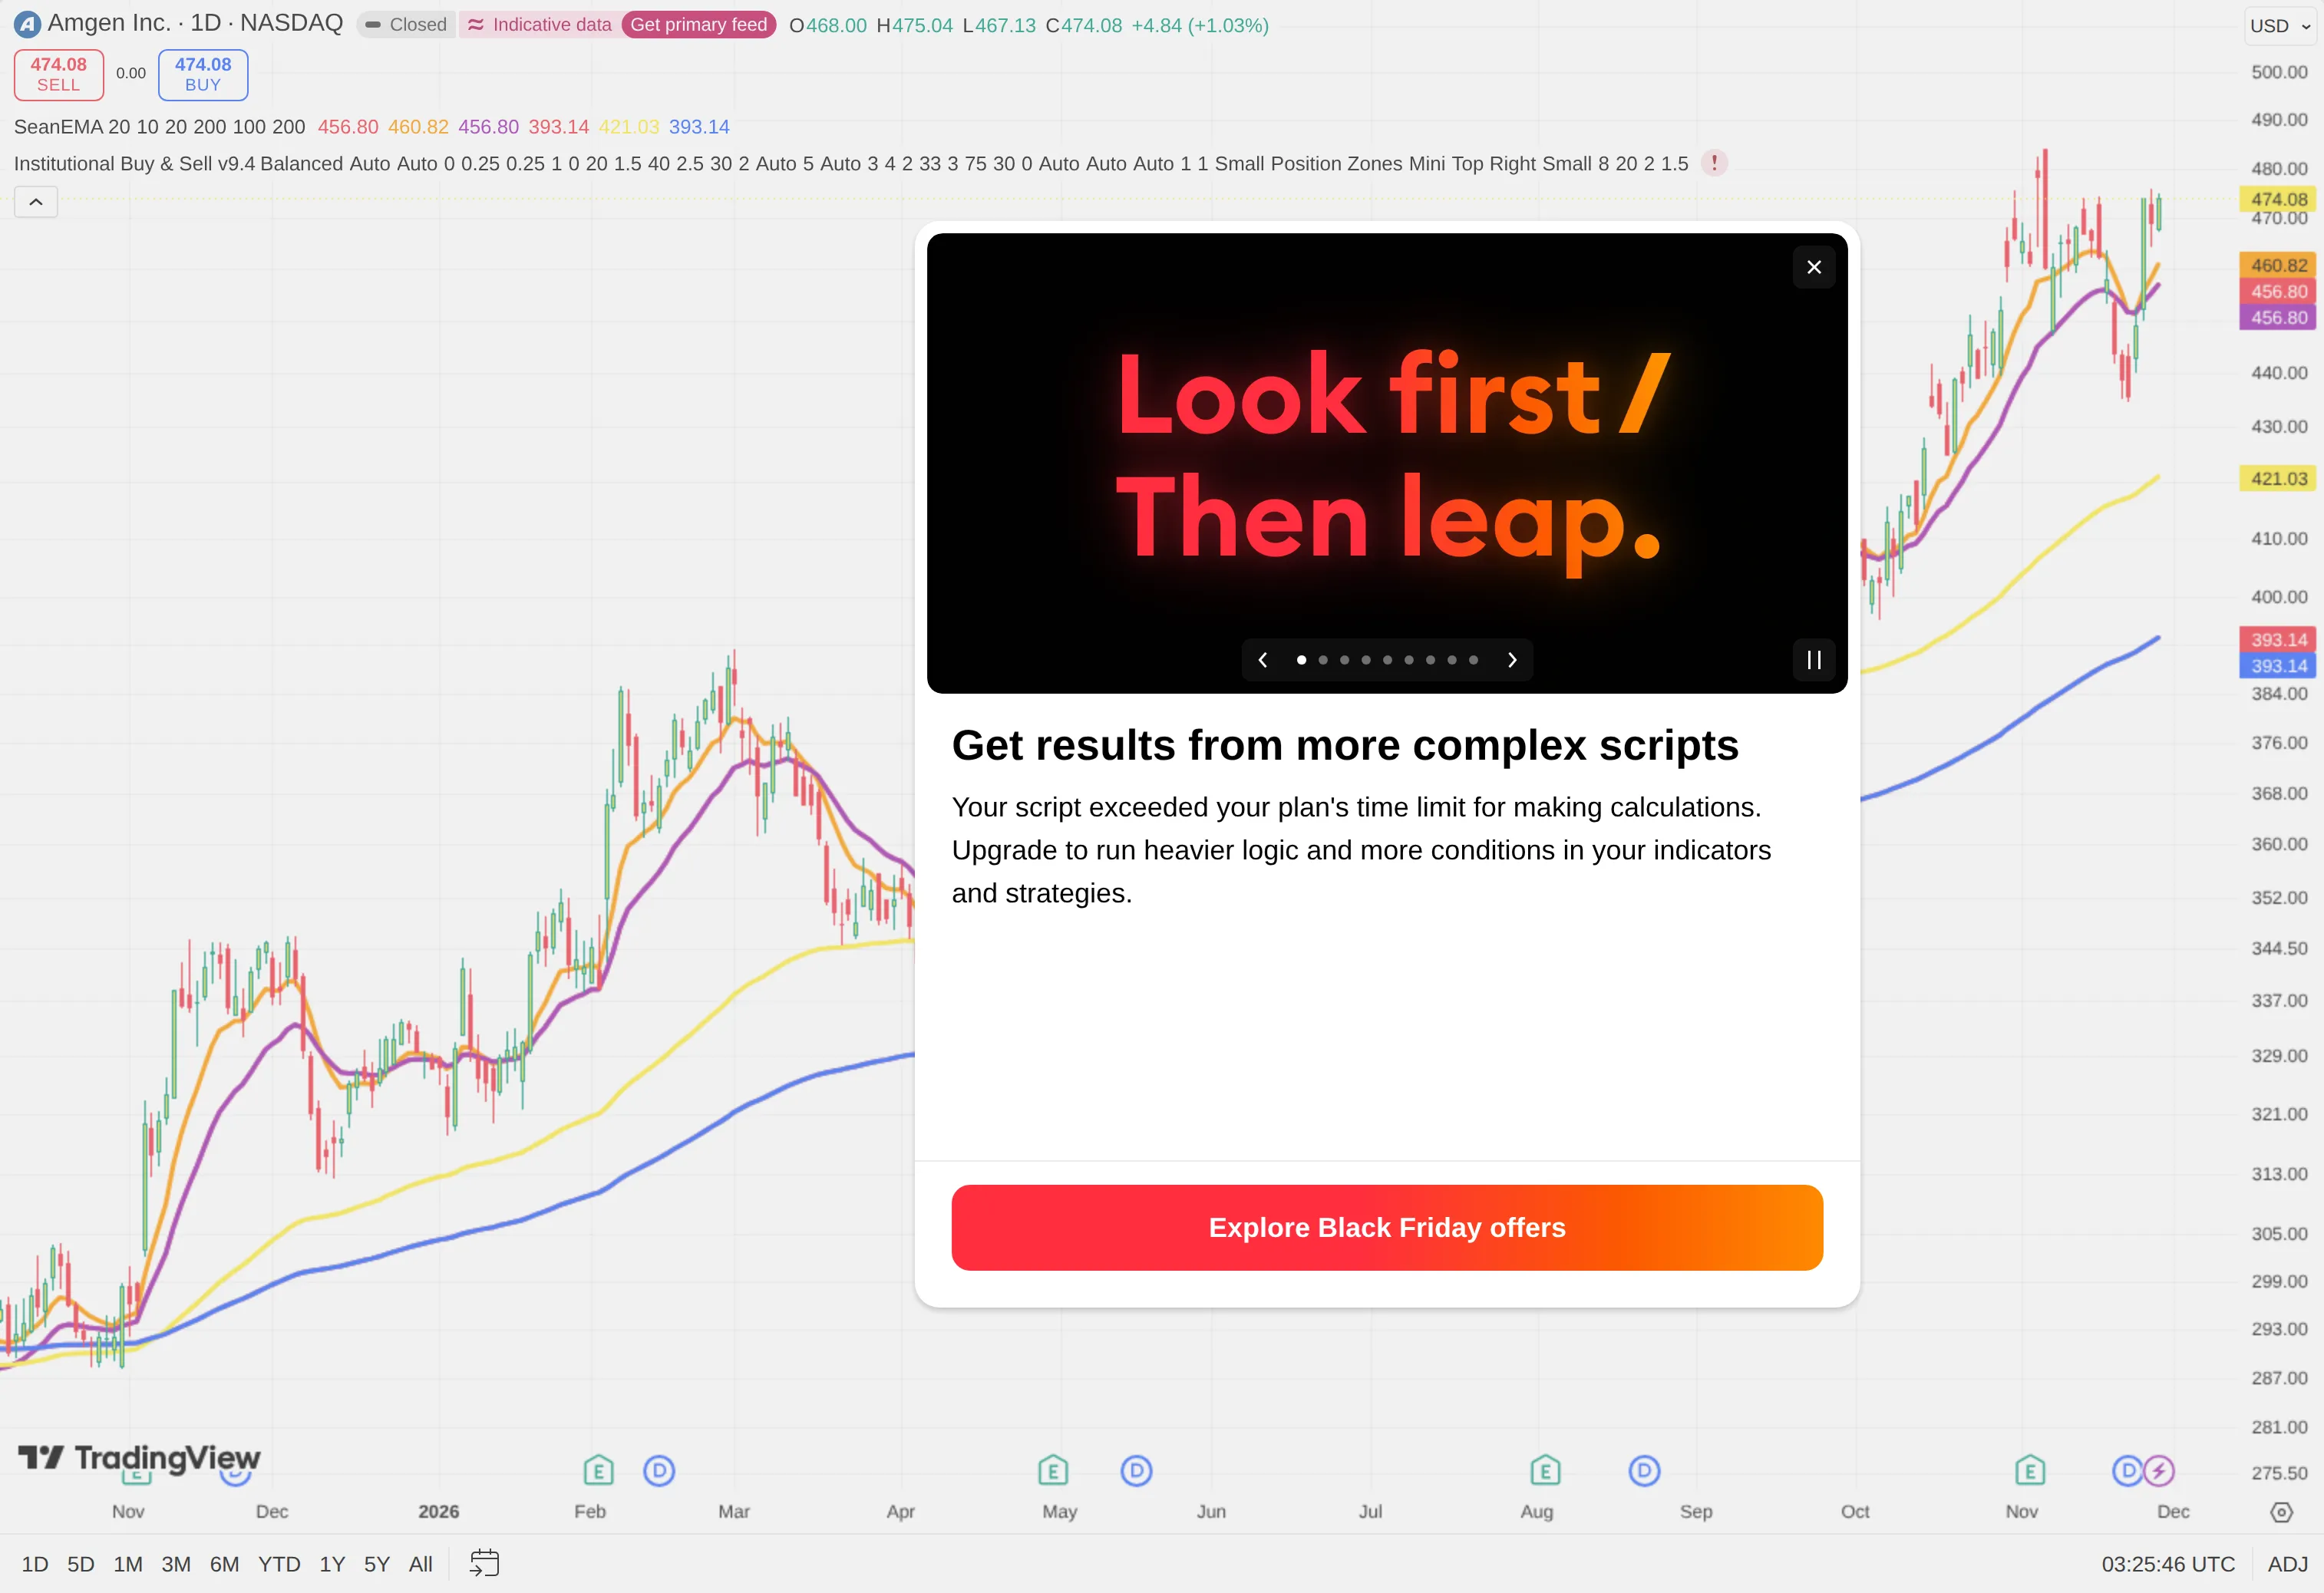 Amgen Inc. · 1D · NASDAQ Closed Indicative data Get primary feed O468.00 H475.04 L467.13 C474.08 +4.84 (+1.03%)
USD
474.08 SELL
0.00
474.08 BUY
SeanEMA 20 10 20 200 100 200 456.80 460.82 456.80 393.14 421.03 393.14
Institutional Buy & Sell v9.4 Balanced Auto Auto 0 0.25 0.25 1 0 20 1.5 40 2.5 30 2 Auto 5 Auto 3 4 2 33 3 75 30 0 Auto Auto Auto 1 1 Small Position Zones Mini Top Right Small 8 20 2 1.5
Look first /
Then leap.
Get results from more complex scripts
Your script exceeded your plan's time limit for making calculations.
Upgrade to run heavier logic and more conditions in your indicators
and strategies.
Explore Black Friday offers
500.00
490.00
480.00
474.08
470.00
460.82
456.80
456.80
440.00
430.00
421.03
410.00
400.00
393.14
393.14
384.00
376.00
368.00
360.00
352.00
344.50
337.00
329.00
321.00
313.00
305.00
299.00
293.00
287.00
281.00
275.50
TradingView
E D E D E D E D E D
Nov Dec 2026 Feb Mar Apr May Jun Jul Aug Sep Oct Nov Dec
1D 5D 1M 3M 6M YTD 1Y 5Y All
03:25:46 UTC ADJ